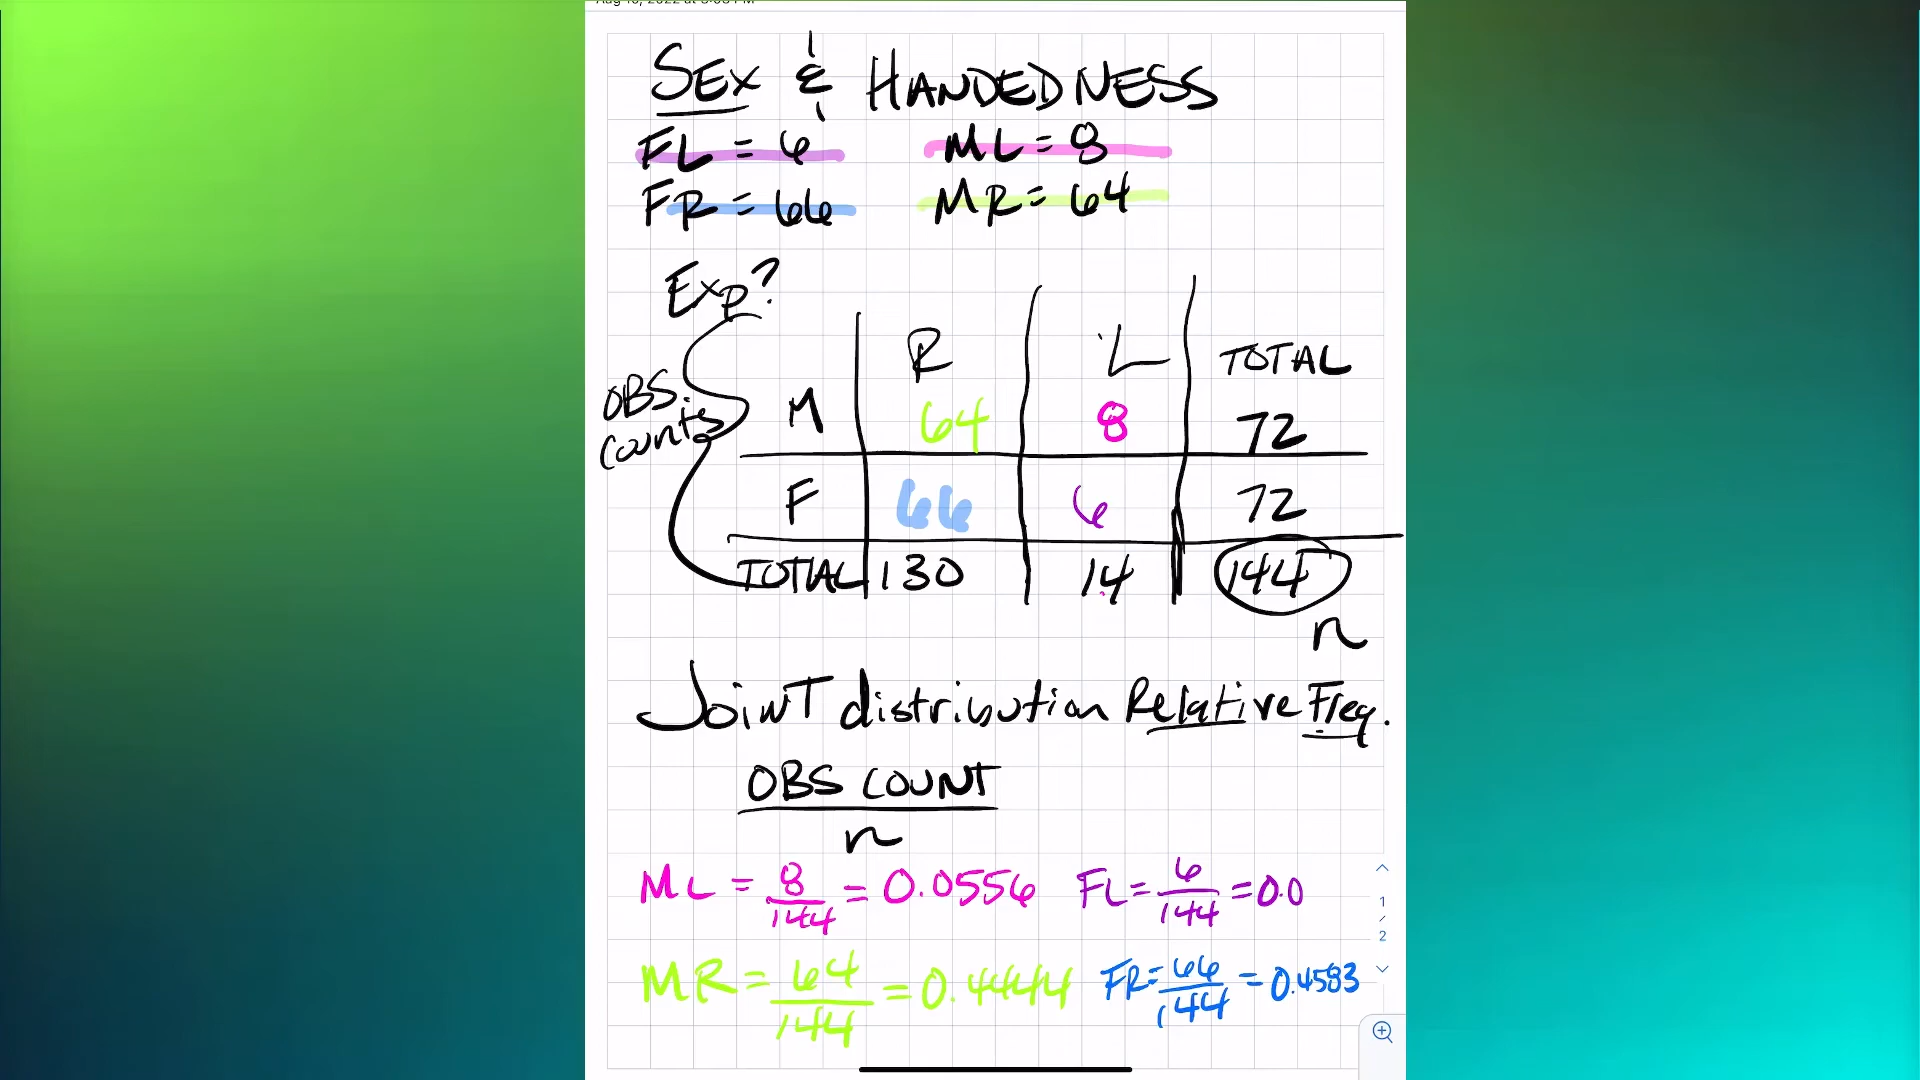 SEX & HANDEDNESS
FL = 6 ML = 8
FR = 66 MR = 64
Exp?
OBS. counts
R L TOTAL
M 64 8 72
F 66 6 72
TOTAL 130 14 144
n
Joint distribution Relative Freq.
OBS COUNT
n
ML = 8/144 = 0.0556 FL = 6/144 = 0.0
MR = 64/144 = 0.4444 FR = 66/144 = 0.4583
1
/
2